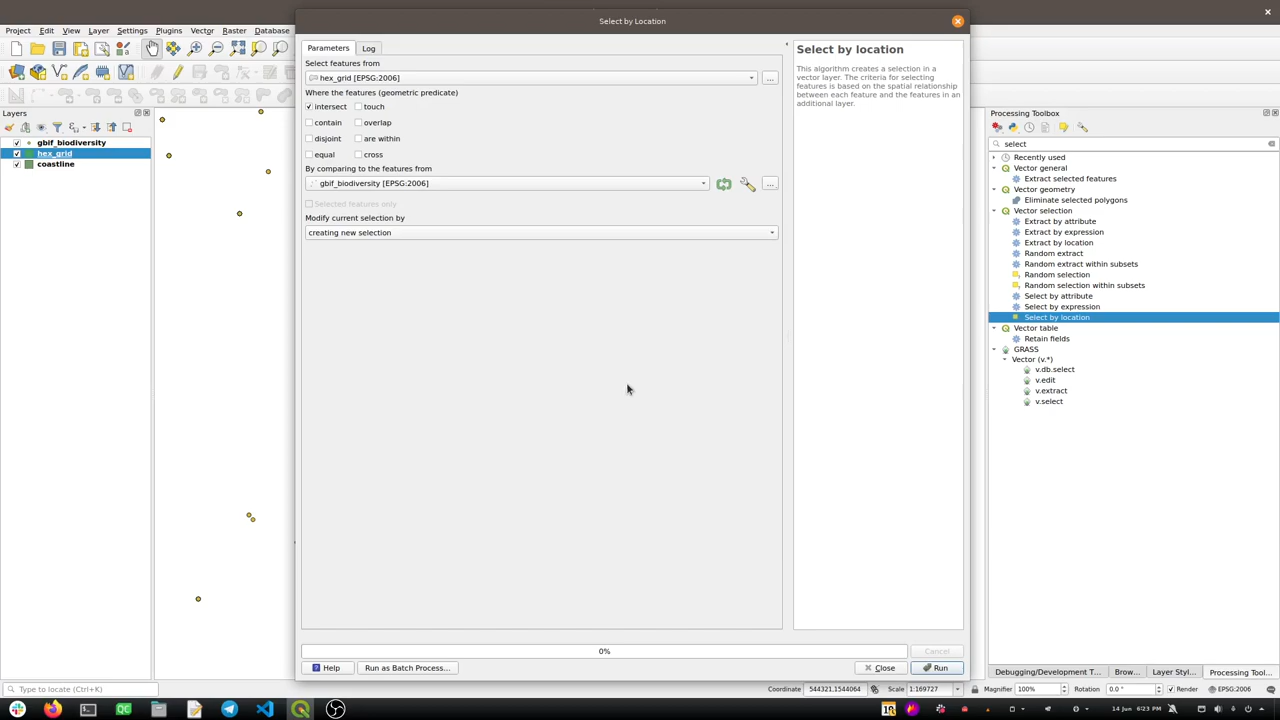 Select by Location
Project Edit View Layer Settings Plugins Vector Raster Database
Parameters Log
Select features from
hex_grid [EPSG:2006]
...
Where the features (geometric predicate)
intersect touch
contain overlap
disjoint are within
equal cross
By comparing to the features from
gbif_biodiversity [EPSG:2006]
...
Selected features only
Modify current selection by
creating new selection
0%
Cancel
Help
Run as Batch Process...
Close
Run
Select by location
This algorithm creates a selection in a
vector layer. The criteria for selecting
features is based on the spatial relationship
between each feature and the features in an
additional layer.
Layers
gbif_biodiversity
hex_grid
coastline
Processing Toolbox
select
Recently used
Vector general
Extract selected features
Vector geometry
Eliminate selected polygons
Vector selection
Extract by attribute
Extract by expression
Extract by location
Random extract
Random extract within subsets
Random selection
Random selection within subsets
Select by attribute
Select by expression
Select by location
Vector table
Retain fields
GRASS
Vector (v.*)
v.db.select
v.edit
v.extract
v.select
Debugging/Development T... Brow... Layer Styl... Processing Tool...
Type to locate (Ctrl+K)
Coordinate 544321,1544064 Scale 1:169727 Magnifier 100% Rotation 0.0 ° Render EPSG:2006
14 Jun 8:23 PM